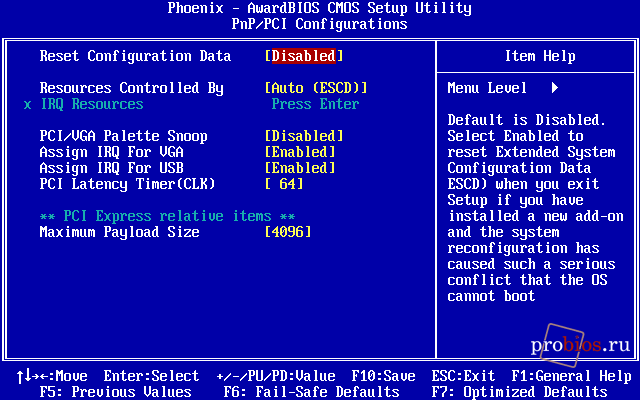 Phoenix - AwardBIOS CMOS Setup Utility
PnP/PCI Configurations
Reset Configuration Data [Disabled]
Resources Controlled By [Auto (ESCD)]
x IRQ Resources Press Enter
PCI/VGA Palette Snoop [Disabled]
Assign IRQ For VGA [Enabled]
Assign IRQ For USB [Enabled]
PCI Latency Timer(CLK) [ 64]
** PCI Express relative items **
Maximum Payload Size [4096]
Item Help
Menu Level ▶
Default is Disabled.
Select Enabled to
reset Extended System
Configuration Data
ESCD) when you exit
Setup if you have
installed a new add-on
and the system
reconfiguration has
caused such a serious
conflict that the OS
cannot boot
probios.ru
↑↓→←:Move Enter:Select +/-/PU/PD:Value F10:Save ESC:Exit F1:General Help
F5: Previous Values F6: Fail-Safe Defaults F7: Optimized Defaults